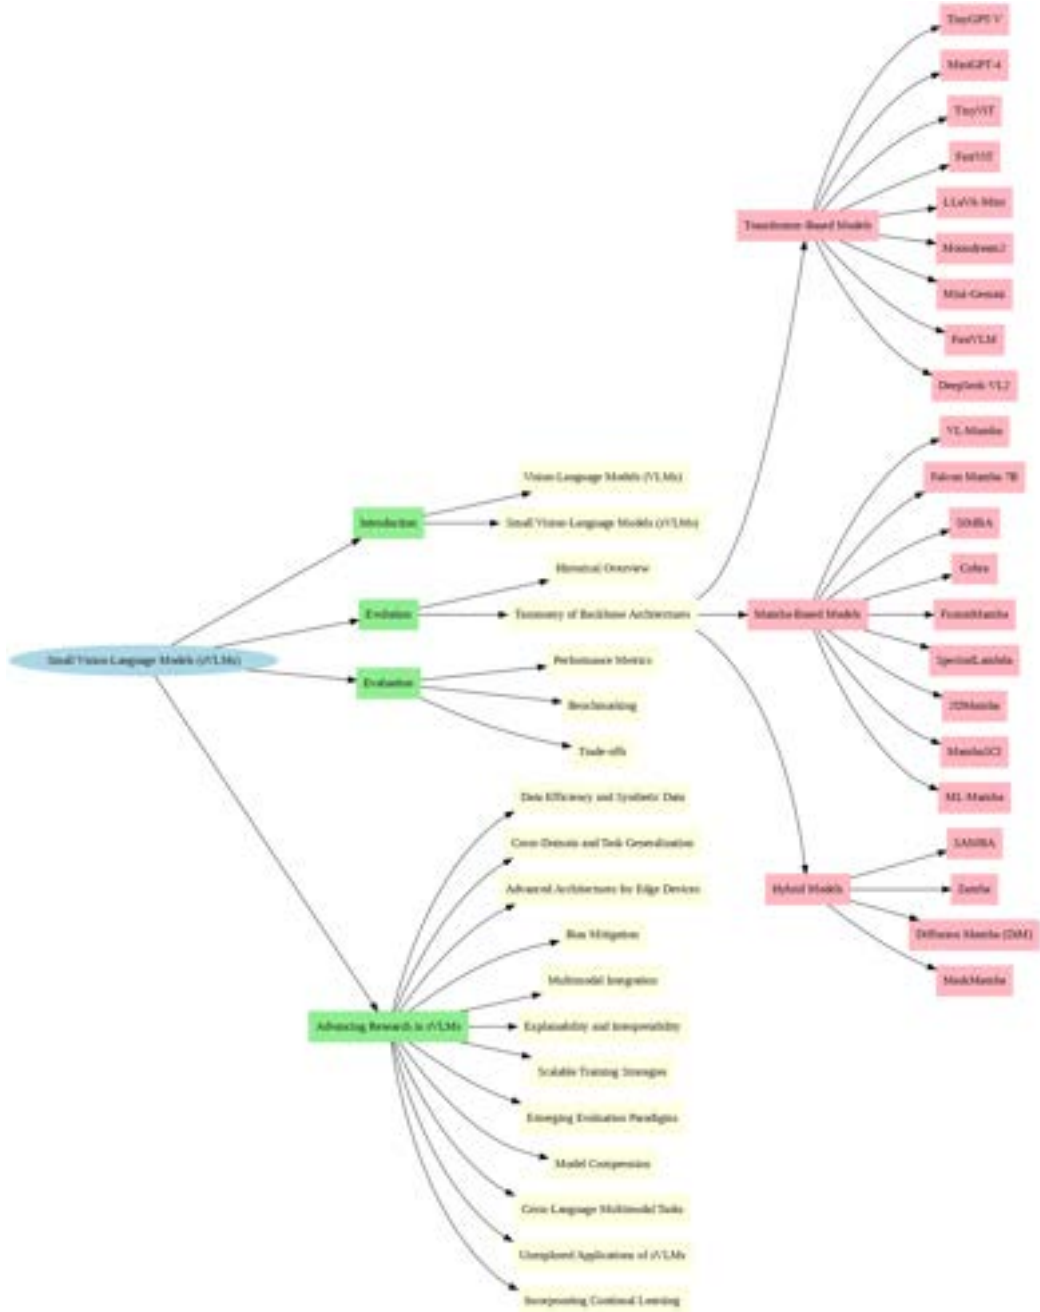 TinyGPT-V
MiniGPT-4
TinyViT
FastViT
LLaVA-Mini
Transformer-Based Models
Moondream2
Mini-Gemini
FastVLM
DeepSeek-VL2
VL-Mamba
Vision-Language Models (VLMs)
Falcon Mamba 7B
Introduction
Small Vision-Language Models (sVLMs)
SiMBA
Historical Overview
Cobra
Evolution
Taxonomy of Backbone Architectures
Mamba-Based Models
FusionMamba
Small Vision-Language Models (sVLMs)
Performance Metrics
Evaluation
Benchmarking
Trade-offs
MambaSCI
Data Efficiency and Synthetic Data
ML-Mamba
Cross-Domain and Task Generalization
SAMBA
Advanced Architectures for Edge Devices
Hybrid Models
Zamba
Bias Mitigation
Diffusion Mamba (DiM)
Multimodal Integration
MaskMamba
Advancing Research in sVLMs
Explainability and Interpretability
Scalable Training Strategies
Emerging Evaluation Paradigms
Model Compression
Cross-Language Multimodal Tasks
Unexplored Applications of sVLMs
Incorporating Continual Learning